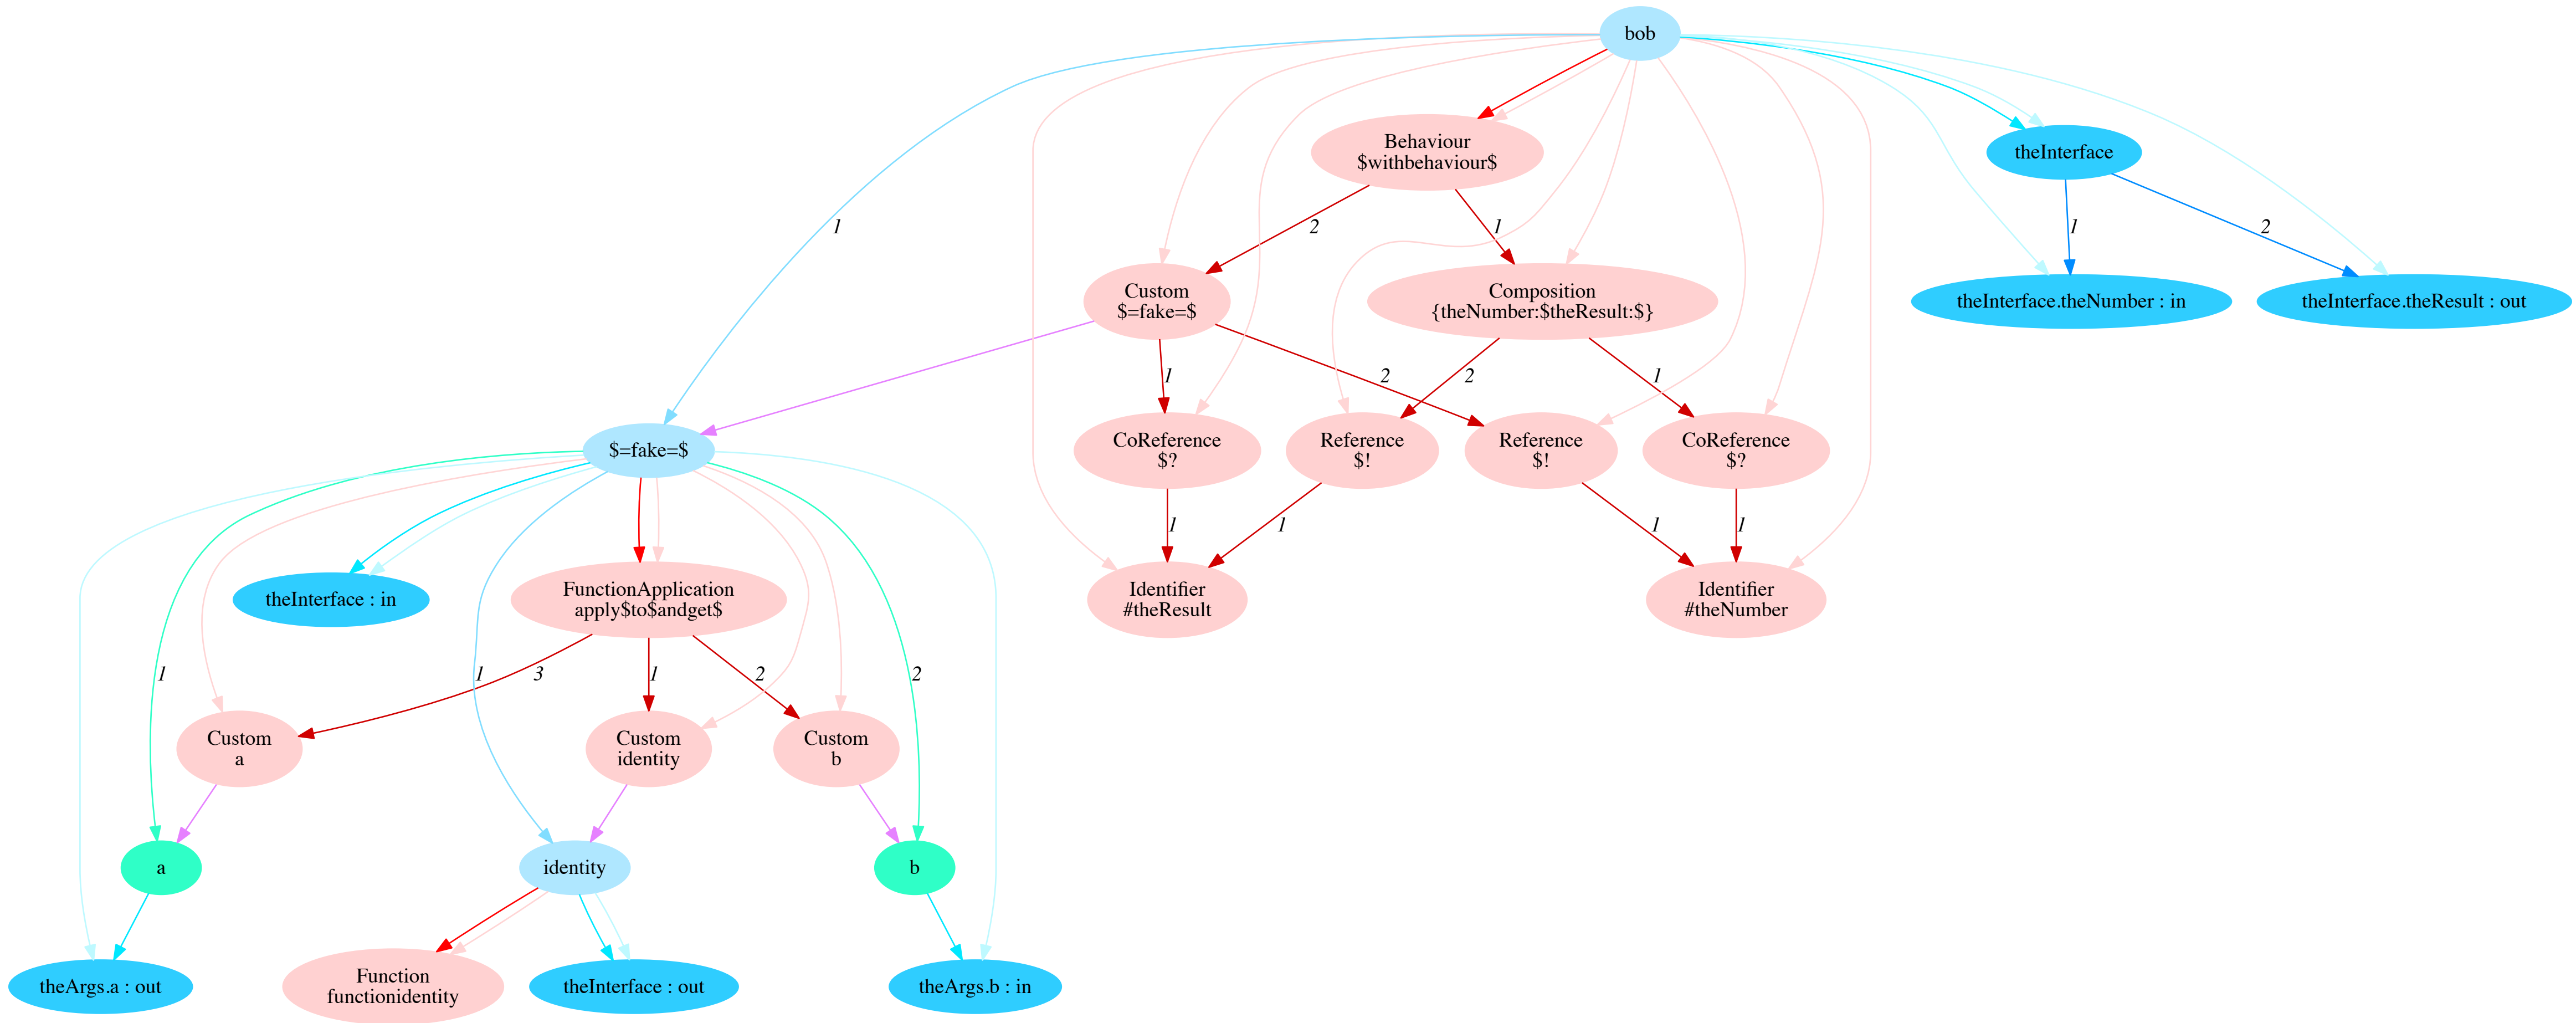 bob
Behaviour
$withbehaviour$
theInterface
1
2
1
1
2
Custom
$=fake=$
Composition
{theNumber:$theResult:$}
theInterface.theNumber : in
theInterface.theResult : out
1
2
2
1
$=fake=$
CoReference
$?
Reference
$!
Reference
$!
CoReference
$?
1
1
1
1
theInterface : in
FunctionApplication
apply$to$andget$
Identifier
#theResult
Identifier
#theNumber
1
1
3
1
2
2
Custom
a
Custom
identity
Custom
b
a
identity
b
theArgs.a : out
Function
functionidentity
theInterface : out
theArgs.b : in